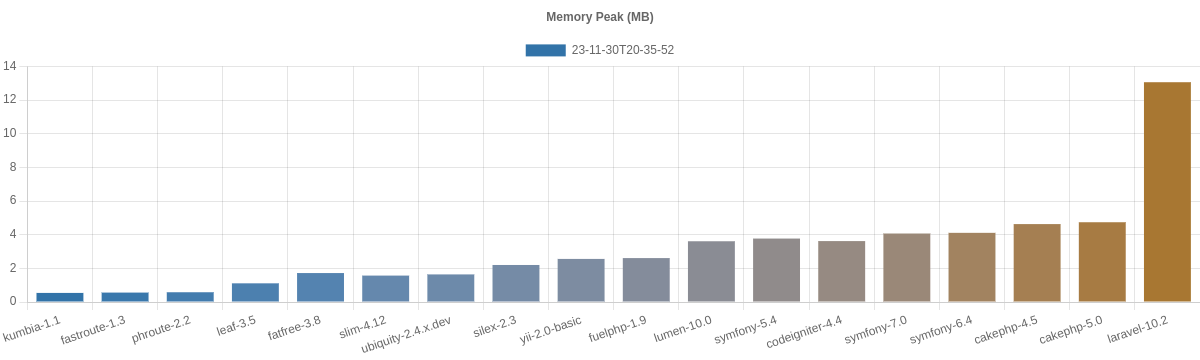 Memory Peak (MB)
23-11-30T20-35-52
14
12
10
8
6
4
2
0
kumbia-1.1
fastroute-1.3
phroute-2.2
leaf-3.5
fatfree-3.8
slim-4.12
ubiquity-2.4.x.dev
silex-2.3
yii-2.0-basic
fuelphp-1.9
lumen-10.0
symfony-5.4
codeigniter-4.4
symfony-7.0
symfony-6.4
cakephp-4.5
cakephp-5.0
laravel-10.2